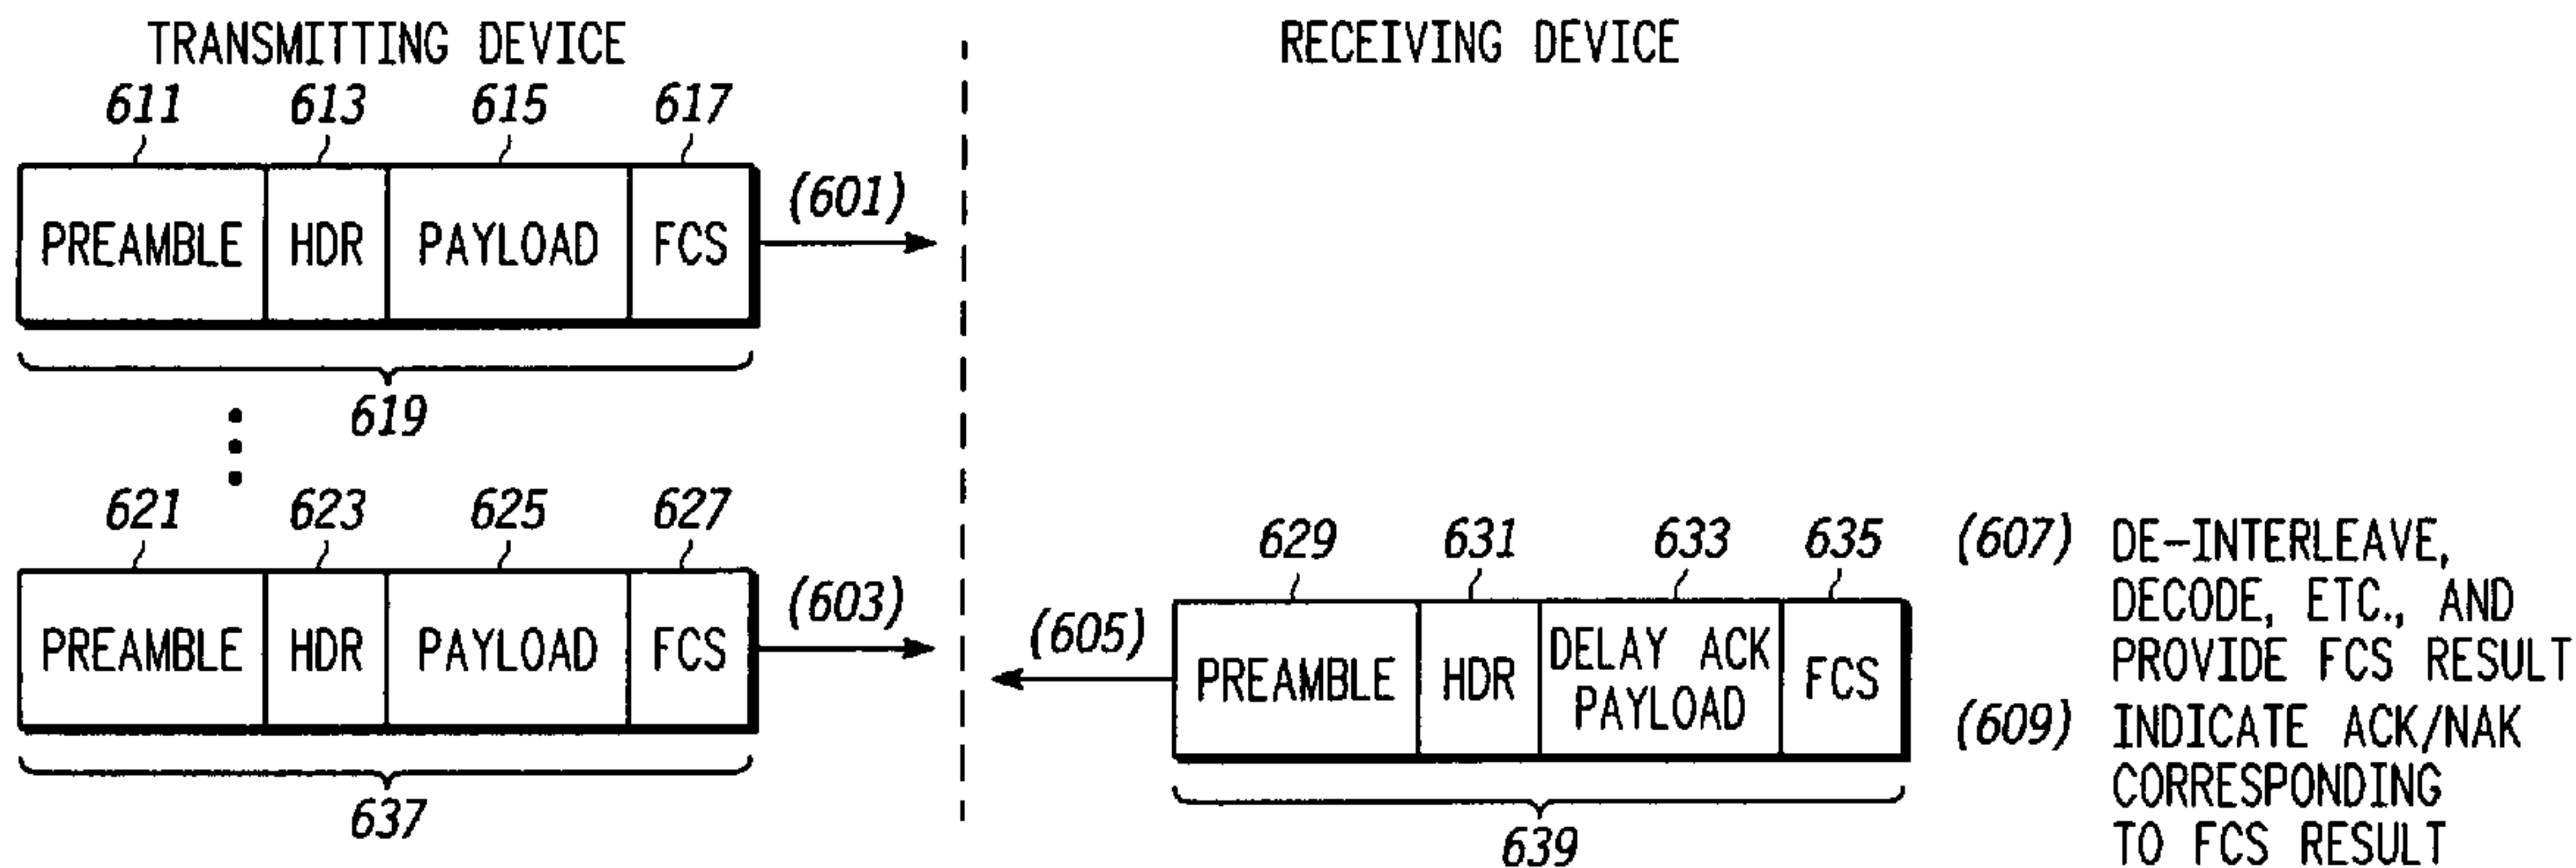 TRANSMITTING DEVICE
RECEIVING DEVICE
611 613 615 617
PREAMBLE HDR PAYLOAD FCS
(601)
619
621 623 625 627
PREAMBLE HDR PAYLOAD FCS
(603)
637
629 631 633 635
(605)
PREAMBLE HDR DELAY ACK
PAYLOAD FCS
639
(607) DE-INTERLEAVE,
DECODE, ETC., AND
PROVIDE FCS RESULT
(609) INDICATE ACK/NAK
CORRESPONDING
TO FCS RESULT